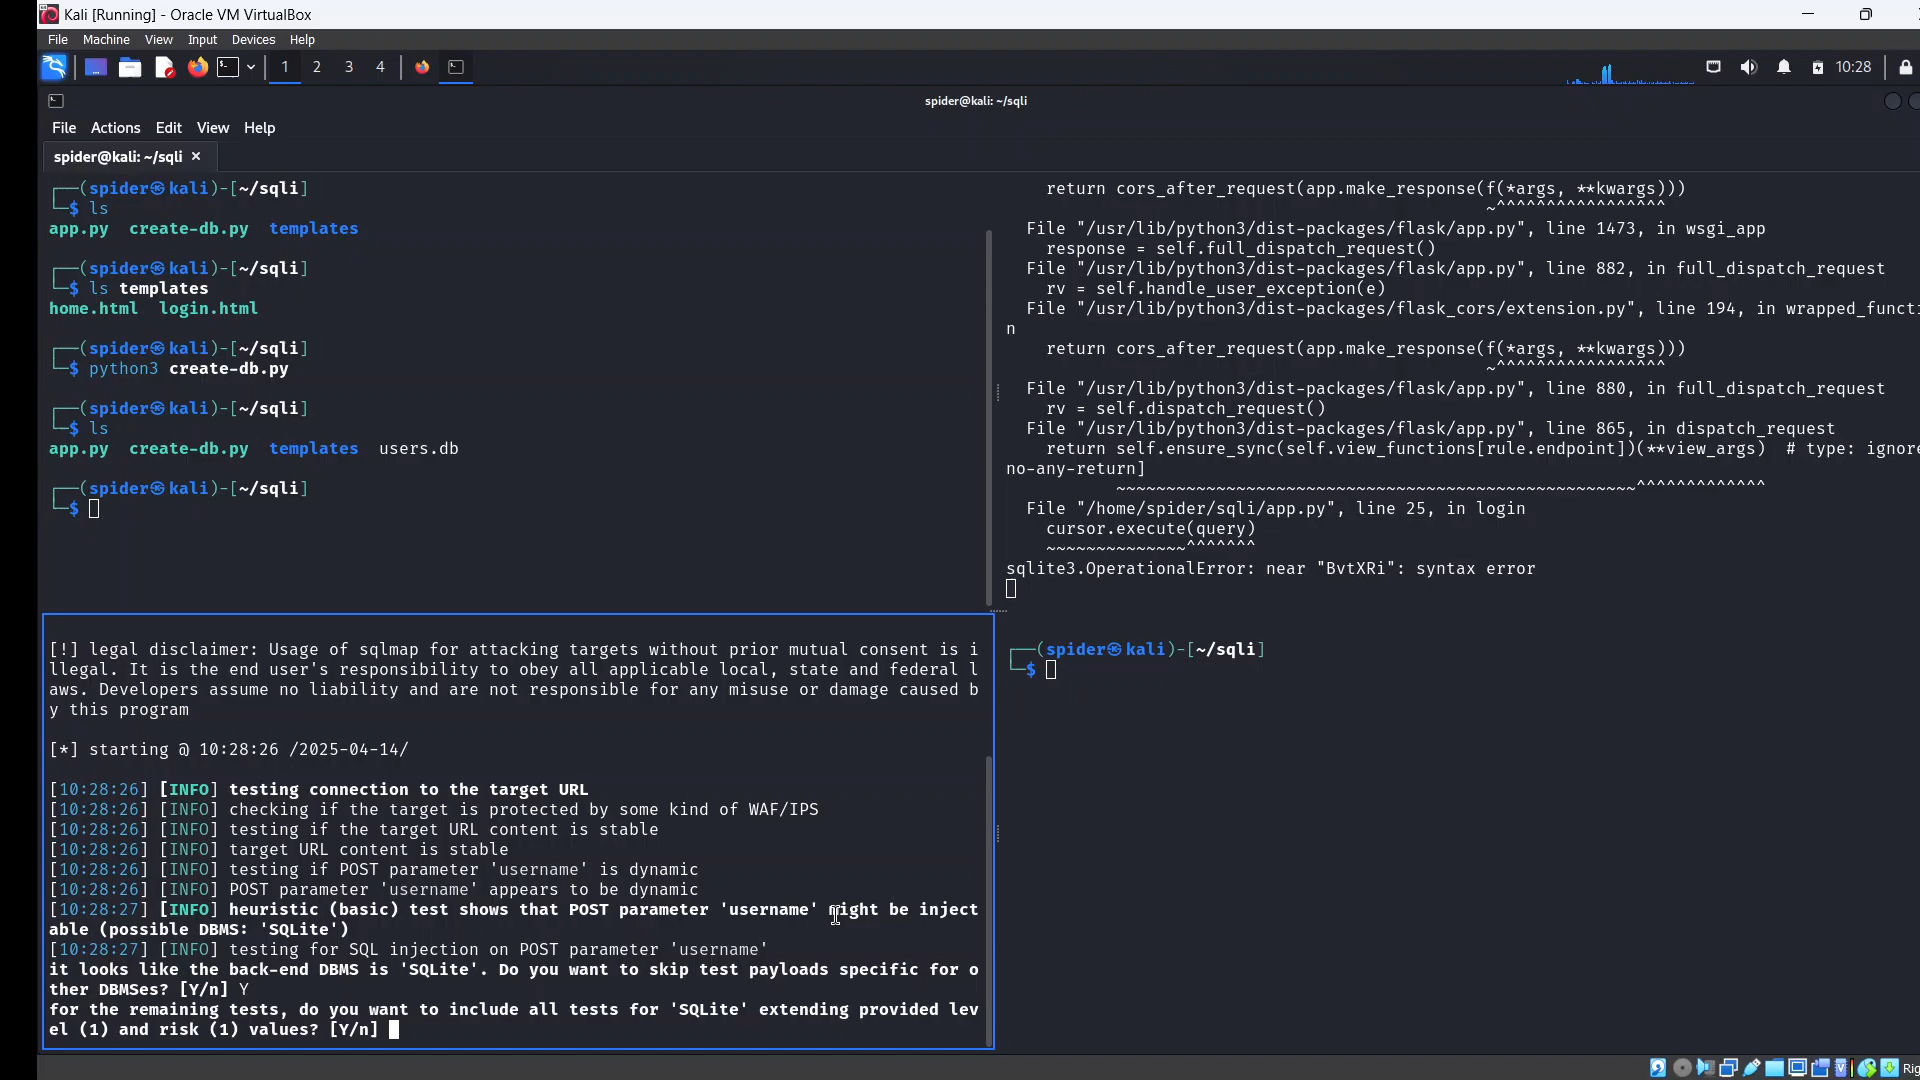 Kali [Running] - Oracle VM VirtualBox
File Machine View Input Devices Help
1 2 3 4
10:28
spider@kali: ~/sqli
File Actions Edit View Help
spider@kali: ~/sqli ×
┌──(spider㉿kali)-[~/sqli]
└─$ ls
app.py create-db.py templates
┌──(spider㉿kali)-[~/sqli]
└─$ ls templates
home.html login.html
┌──(spider㉿kali)-[~/sqli]
└─$ python3 create-db.py
┌──(spider㉿kali)-[~/sqli]
└─$ ls
app.py create-db.py templates users.db
┌──(spider㉿kali)-[~/sqli]
└─$
return cors_after_request(app.make_response(f(*args, **kwargs)))
~^^^^^^^^^^^^^^^^^
File "/usr/lib/python3/dist-packages/flask/app.py", line 1473, in wsgi_app
response = self.full_dispatch_request()
File "/usr/lib/python3/dist-packages/flask/app.py", line 882, in full_dispatch_request
rv = self.handle_user_exception(e)
File "/usr/lib/python3/dist-packages/flask_cors/extension.py", line 194, in wrapped_functi
n
return cors_after_request(app.make_response(f(*args, **kwargs)))
~^^^^^^^^^^^^^^^^^
File "/usr/lib/python3/dist-packages/flask/app.py", line 880, in full_dispatch_request
rv = self.dispatch_request()
File "/usr/lib/python3/dist-packages/flask/app.py", line 865, in dispatch_request
return self.ensure_sync(self.view_functions[rule.endpoint])(**view_args) # type: ignore
no-any-return]
~~~~~~~~~~~~~~~~~~~~~~~~~~~~~~~~~~~~~~~~~~~~~~~~~~~~^^^^^^^^^^^^^
File "/home/spider/sqli/app.py", line 25, in login
cursor.execute(query)
~~~~~~~~~~~~~~^^^^^^^
sqlite3.OperationalError: near "BvtXRi": syntax error
[!] legal disclaimer: Usage of sqlmap for attacking targets without prior mutual consent is i
llegal. It is the end user's responsibility to obey all applicable local, state and federal l
aws. Developers assume no liability and are not responsible for any misuse or damage caused b
y this program
[*] starting @ 10:28:26 /2025-04-14/
[10:28:26] [INFO] testing connection to the target URL
[10:28:26] [INFO] checking if the target is protected by some kind of WAF/IPS
[10:28:26] [INFO] testing if the target URL content is stable
[10:28:26] [INFO] target URL content is stable
[10:28:26] [INFO] testing if POST parameter 'username' is dynamic
[10:28:26] [INFO] POST parameter 'username' appears to be dynamic
[10:28:27] [INFO] heuristic (basic) test shows that POST parameter 'username' might be inject
able (possible DBMS: 'SQLite')
[10:28:27] [INFO] testing for SQL injection on POST parameter 'username'
it looks like the back-end DBMS is 'SQLite'. Do you want to skip test payloads specific for o
ther DBMSes? [Y/n] Y
for the remaining tests, do you want to include all tests for 'SQLite' extending provided lev
el (1) and risk (1) values? [Y/n]
┌──(spider㉿kali)-[~/sqli]
└─$
Rig